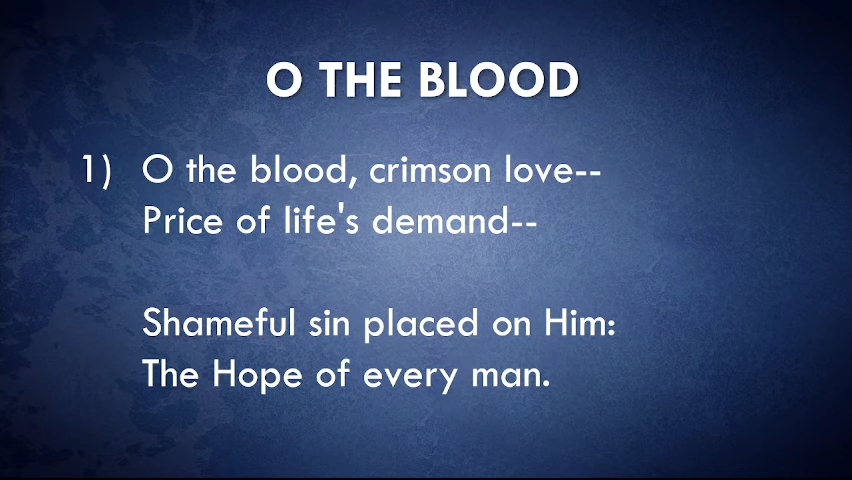 O THE BLOOD
1) O the blood, crimson love--
Price of life's demand--
Shameful sin placed on Him:
The Hope of every man.